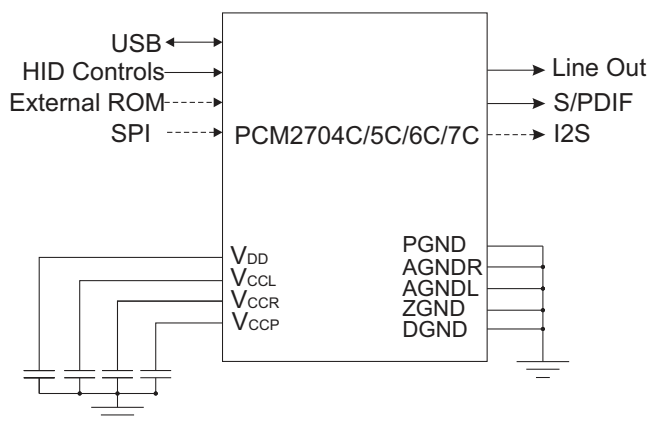 USB
HID Controls
External ROM
SPI
PCM2704C/5C/6C/7C
Line Out
S/PDIF
I2S
VDD
VCCL
VCCR
VCCP
PGND
AGNDR
AGNDL
ZGND
DGND